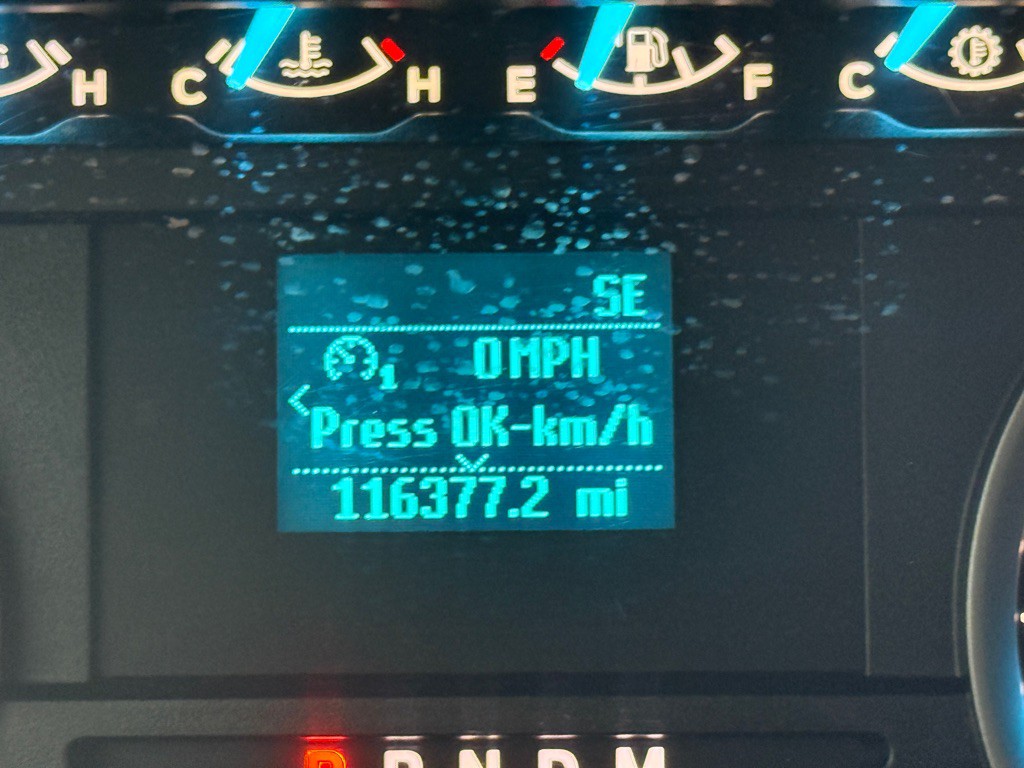 H C H E F C
SE
0 MPH
1
Press OK-km/h
116377.2 mi
P R N D M